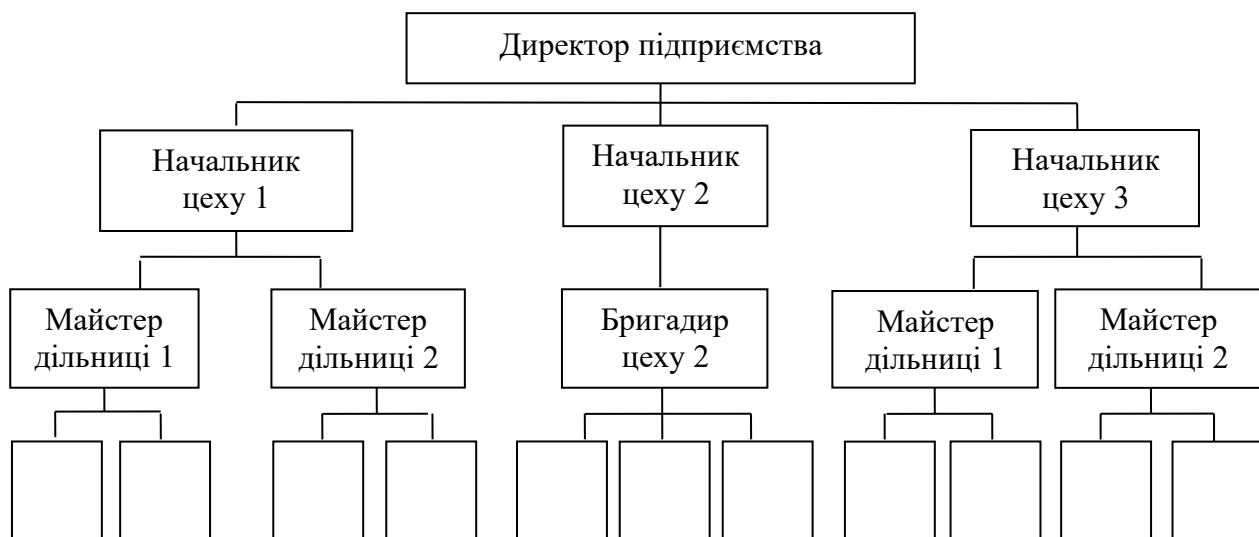 Директор підприємства
Начальник
цеху 1
Начальник
цеху 2
Начальник
цеху 3
Майстер
дільниці 1
Майстер
дільниці 2
Бригадир
цеху 2
Майстер
дільниці 1
Майстер
дільниці 2